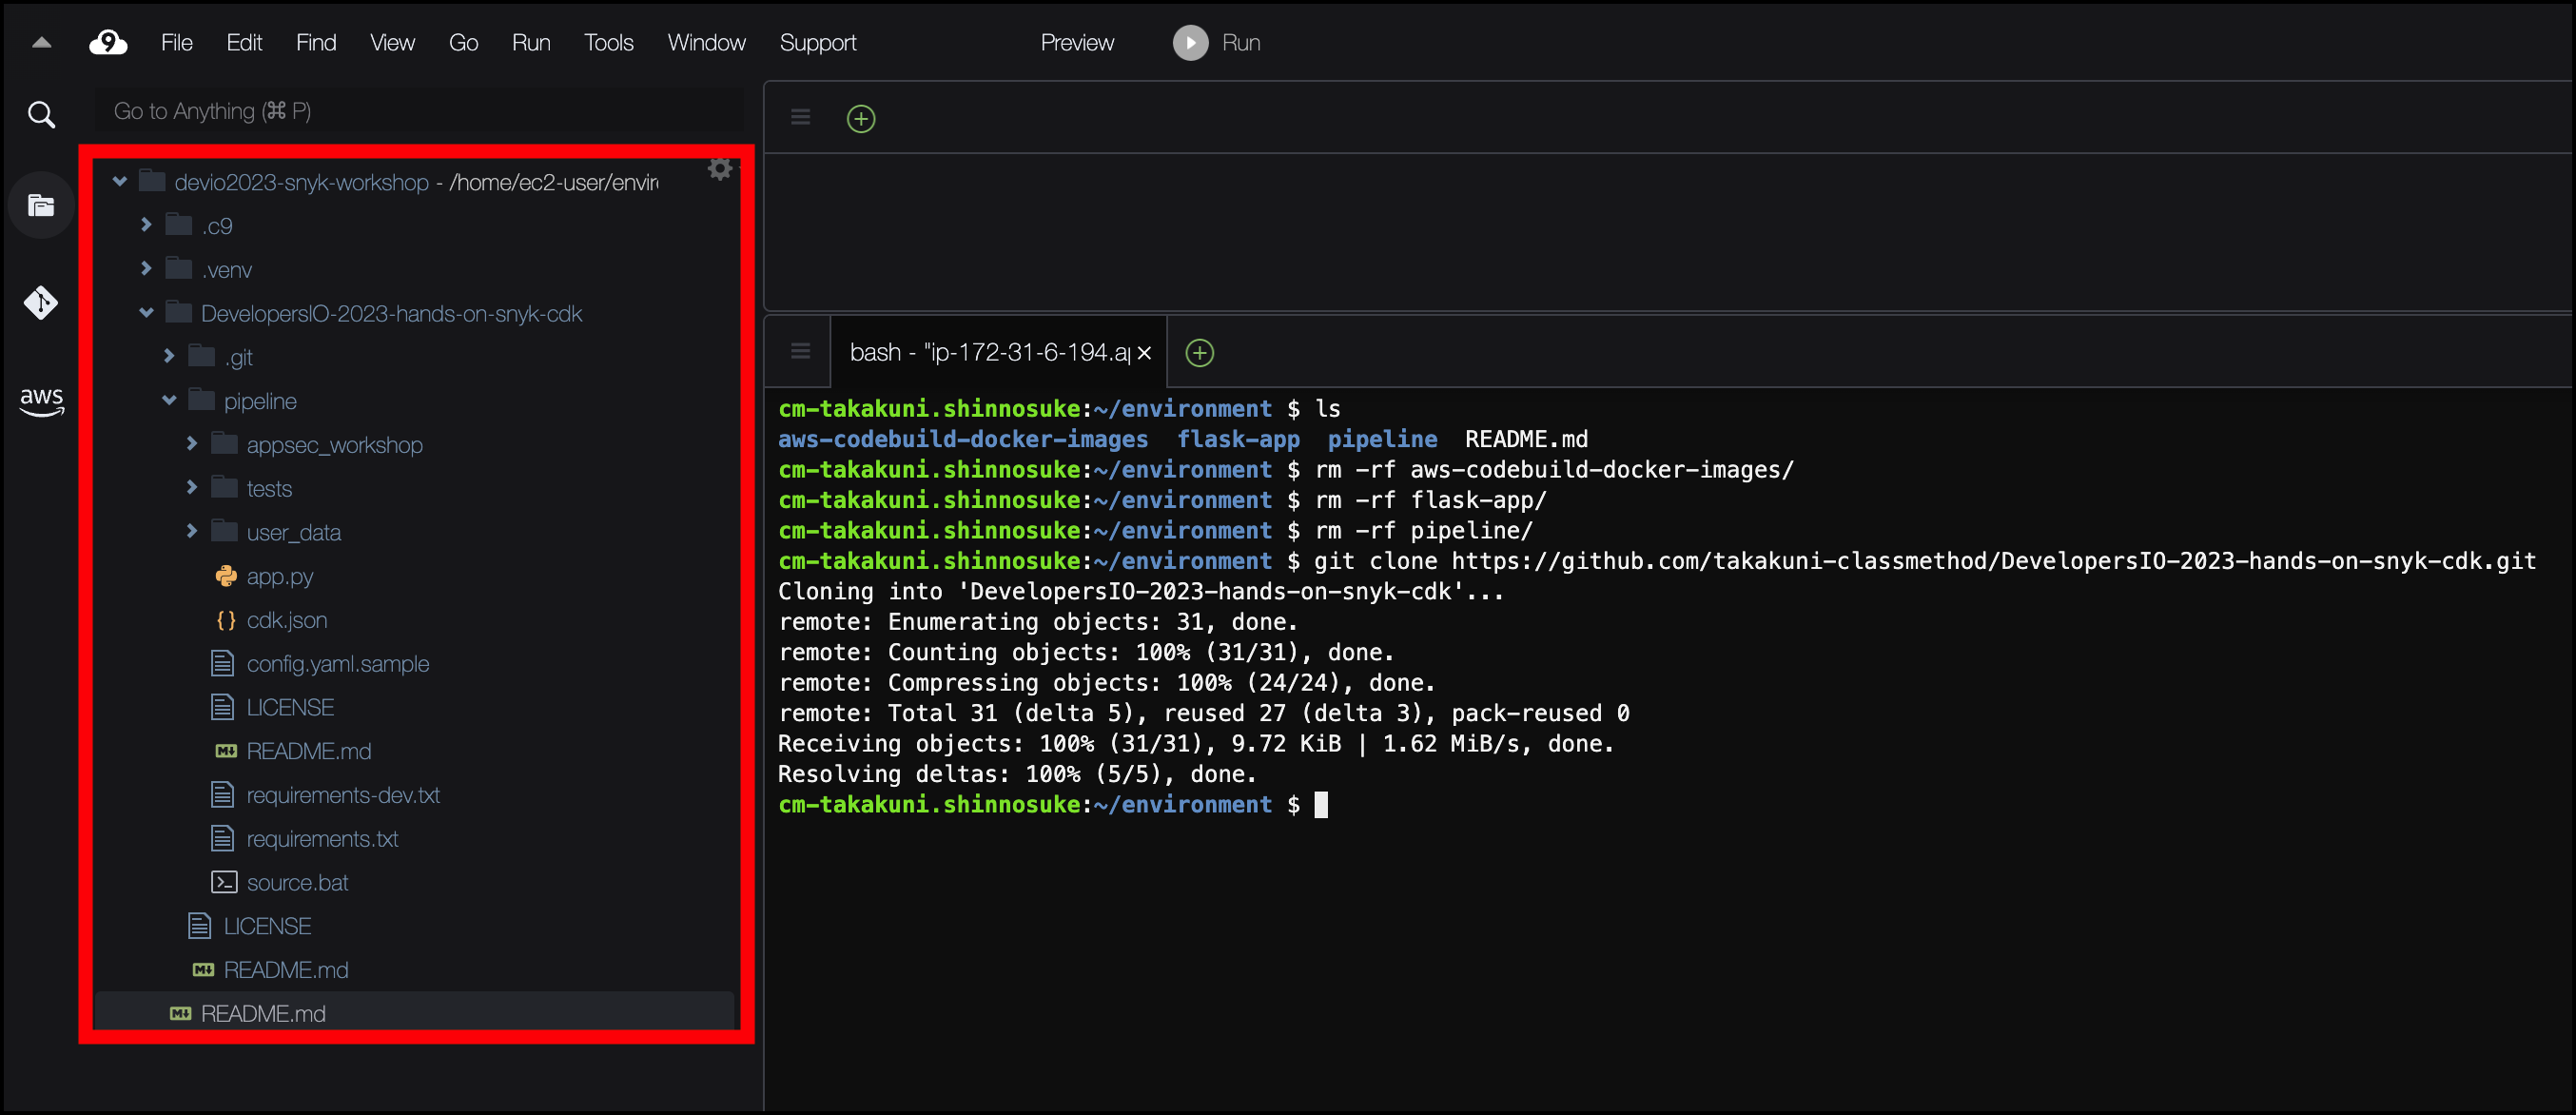 9 File Edit Find View Go Run Tools Window Support Preview Run
Go to Anything (⌘ P)
devio2023-snyk-workshop - /home/ec2-user/enviro
.c9
.venv
DevelopersIO-2023-hands-on-snyk-cdk
.git
pipeline
appsec_workshop
tests
user_data
app.py
{} cdk.json
config.yaml.sample
LICENSE
M↓ README.md
requirements-dev.txt
requirements.txt
source.bat
LICENSE
M↓ README.md
M↓ README.md
aws
bash - "ip-172-31-6-194.ap ×
cm-takakuni.shinnosuke:~/environment $ ls
aws-codebuild-docker-images flask-app pipeline README.md
cm-takakuni.shinnosuke:~/environment $ rm -rf aws-codebuild-docker-images/
cm-takakuni.shinnosuke:~/environment $ rm -rf flask-app/
cm-takakuni.shinnosuke:~/environment $ rm -rf pipeline/
cm-takakuni.shinnosuke:~/environment $ git clone https://github.com/takakuni-classmethod/DevelopersIO-2023-hands-on-snyk-cdk.git
Cloning into 'DevelopersIO-2023-hands-on-snyk-cdk'...
remote: Enumerating objects: 31, done.
remote: Counting objects: 100% (31/31), done.
remote: Compressing objects: 100% (24/24), done.
remote: Total 31 (delta 5), reused 27 (delta 3), pack-reused 0
Receiving objects: 100% (31/31), 9.72 KiB | 1.62 MiB/s, done.
Resolving deltas: 100% (5/5), done.
cm-takakuni.shinnosuke:~/environment $